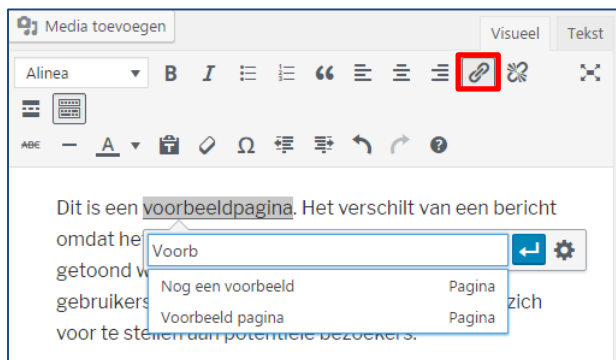 Media toevoegen
Visueel Tekst
Alinea B I “ 
ABE — A T Ω ?
Dit is een voorbeeldpagina. Het verschilt van een bericht
omdat he
Voorb
getoond w
Nog een voorbeeld Pagina
gebruikers zich
Voorbeeld pagina Pagina
voor te stellen aan potentiële bezoekers.